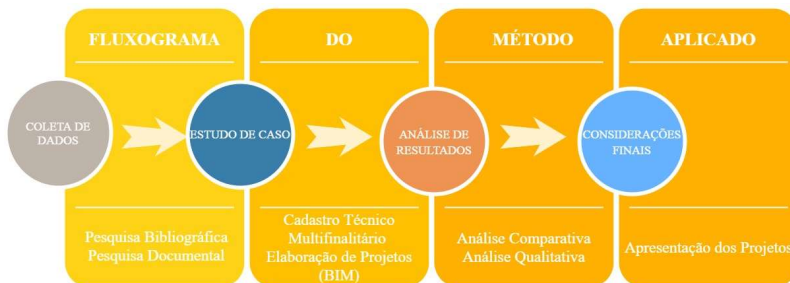 FLUXOGRAMA DO MÉTODO APLICADO
COLETA DE
DADOS
ESTUDO DE CASO
ANÁLISE DE
RESULTADOS
CONSIDERAÇÕES
FINAIS
Pesquisa Bibliográfica
Pesquisa Documental
Cadastro Técnico
Multifinalitário
Elaboração de Projetos
(BIM)
Análise Comparativa
Análise Qualitativa
Apresentação dos Projetos